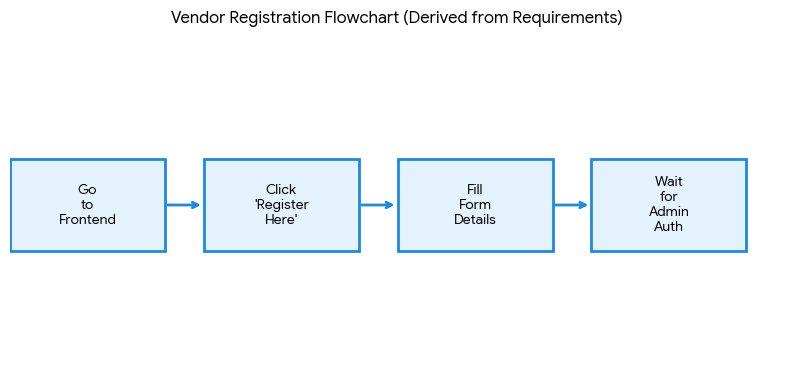 Vendor Registration Flowchart (Derived from Requirements)
Go
to
Frontend
Click
'Register
Here'
Fill
Form
Details
Wait
for
Admin
Auth